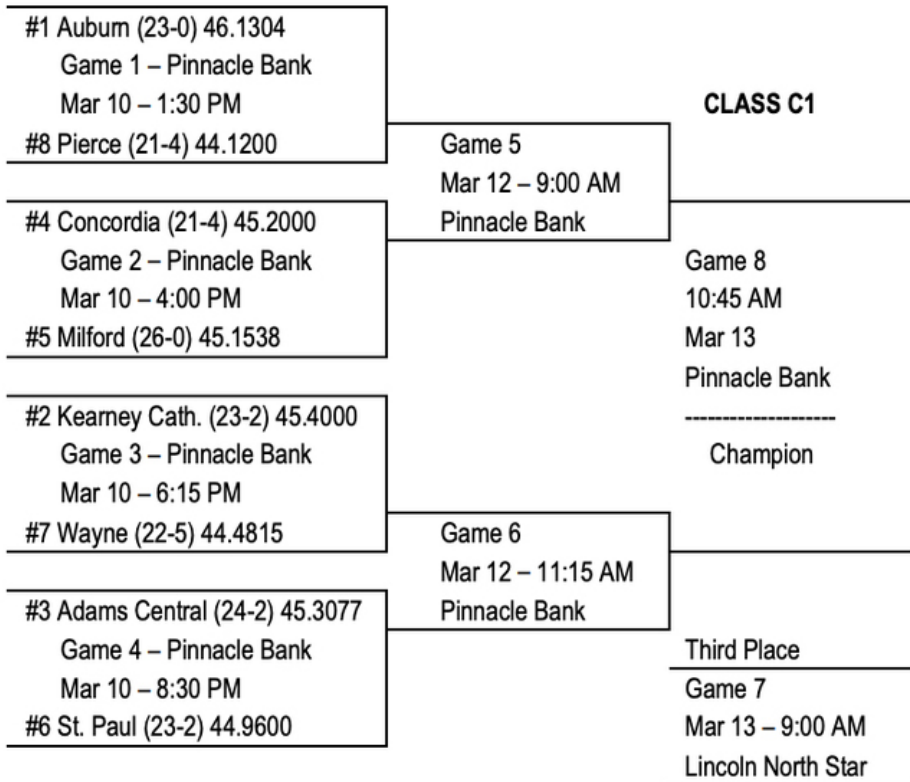 #1 Auburn (23-0) 46.1304
Game 1 – Pinnacle Bank
Mar 10 – 1:30 PM
#8 Pierce (21-4) 44.1200
#4 Concordia (21-4) 45.2000
Game 2 – Pinnacle Bank
Mar 10 – 4:00 PM
#5 Milford (26-0) 45.1538
#2 Kearney Cath. (23-2) 45.4000
Game 3 – Pinnacle Bank
Mar 10 – 6:15 PM
#7 Wayne (22-5) 44.4815
#3 Adams Central (24-2) 45.3077
Game 4 – Pinnacle Bank
Mar 10 – 8:30 PM
#6 St. Paul (23-2) 44.9600
Game 5
Mar 12 – 9:00 AM
Pinnacle Bank
Game 6
Mar 12 – 11:15 AM
Pinnacle Bank
CLASS C1
Game 8
10:45 AM
Mar 13
Pinnacle Bank
--------------------
Champion
Third Place
Game 7
Mar 13 – 9:00 AM
Lincoln North Star